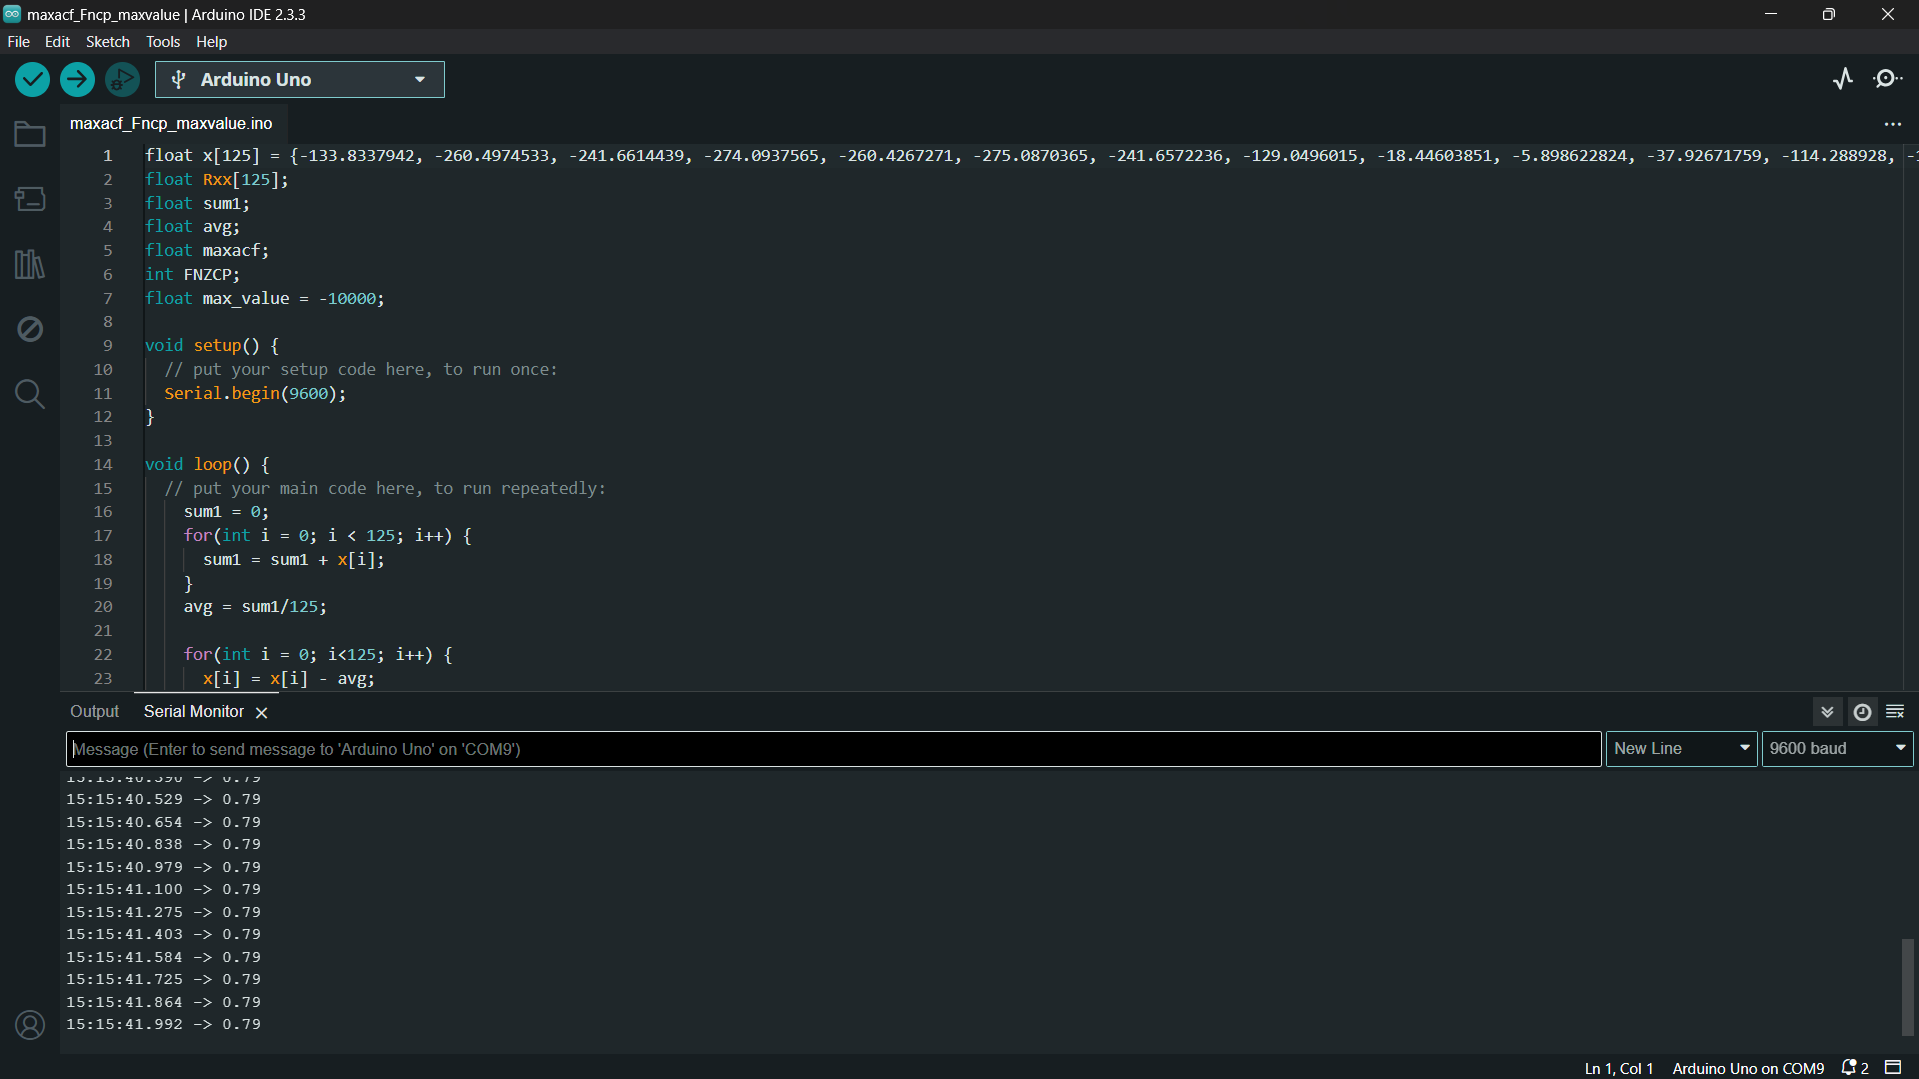 maxacf_Fncp_maxvalue | Arduino IDE 2.3.3
File Edit Sketch Tools Help
Arduino Uno
maxacf_Fncp_maxvalue.ino
1 float x[125] = {-133.8337942, -260.4974533, -241.6614439, -274.0937565, -260.4267271, -275.0870365, -241.6572236, -129.0496015, -18.44603851, -5.898622824, -37.92671759, -114.288928,
2 float Rxx[125];
3 float sum1;
4 float avg;
5 float maxacf;
6 int FNZCP;
7 float max_value = -10000;
8
9 void setup() {
10 // put your setup code here, to run once:
11 Serial.begin(9600);
12 }
13
14 void loop() {
15 // put your main code here, to run repeatedly:
16 sum1 = 0;
17 for(int i = 0; i < 125; i++) {
18 sum1 = sum1 + x[i];
19 }
20 avg = sum1/125;
21
22 for(int i = 0; i<125; i++) {
23 x[i] = x[i] - avg;
Output Serial Monitor
Message (Enter to send message to 'Arduino Uno' on 'COM9')
New Line 9600 baud
15:15:40.390 -> 0.79
15:15:40.529 -> 0.79
15:15:40.654 -> 0.79
15:15:40.838 -> 0.79
15:15:40.979 -> 0.79
15:15:41.100 -> 0.79
15:15:41.275 -> 0.79
15:15:41.403 -> 0.79
15:15:41.584 -> 0.79
15:15:41.725 -> 0.79
15:15:41.864 -> 0.79
15:15:41.992 -> 0.79
Ln 1, Col 1 Arduino Uno on COM9 2